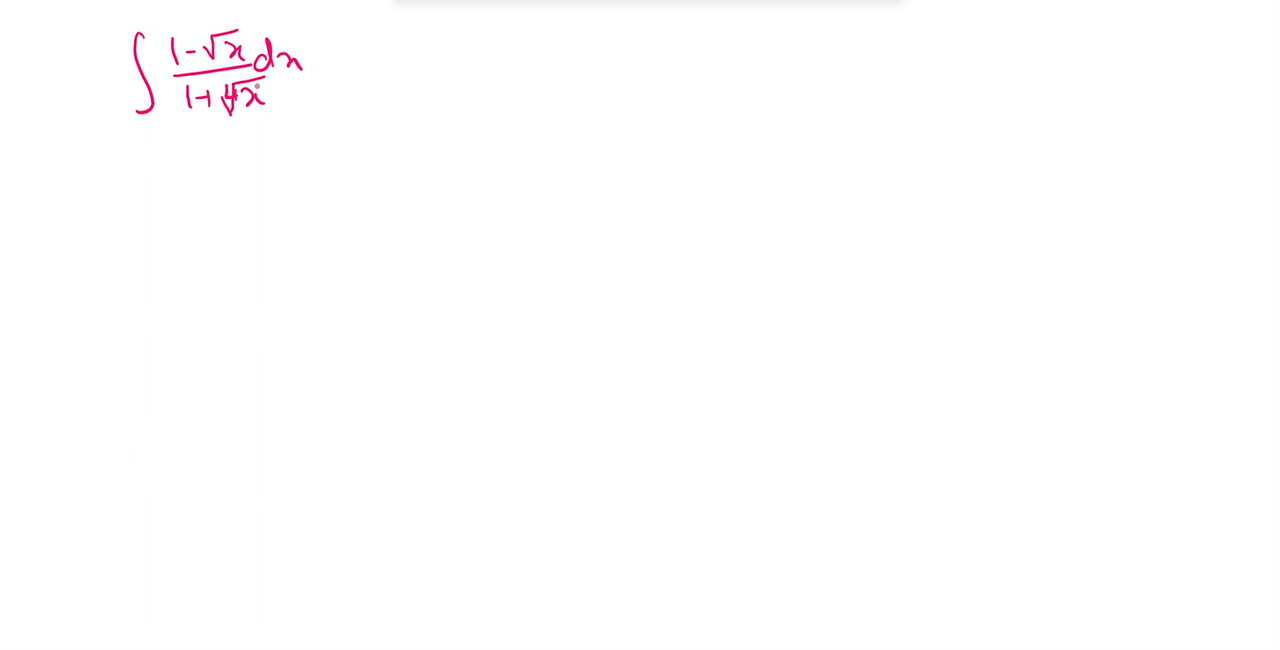 ∫ (1-√x)/(1+∜x) dx